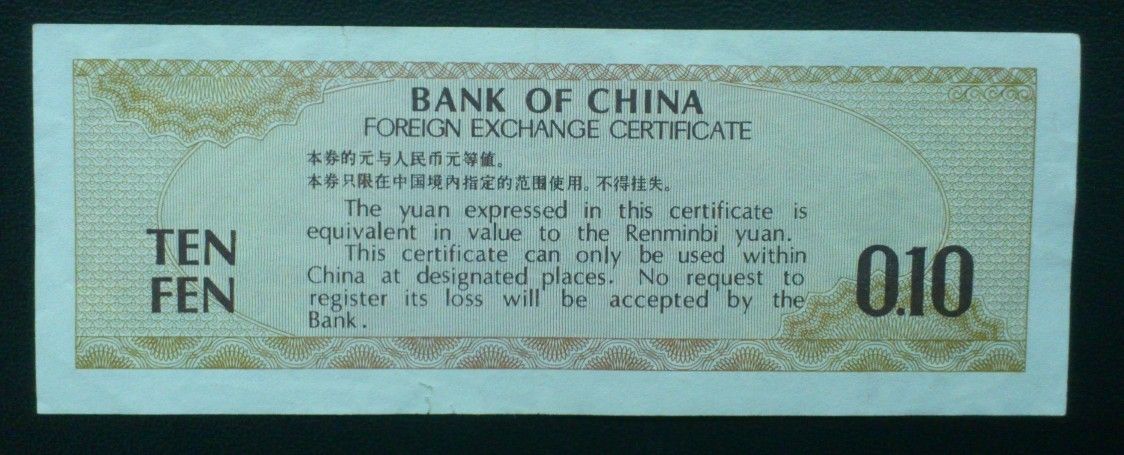 BANK OF CHINA
FOREIGN EXCHANGE CERTIFICATE
本券的元与人民币元等值。
本券只限在中国境内指定的范围使用。不得挂失。
The yuan expressed in this certificate is
equivalent in value to the Renminbi yuan.
This certificate can only be used within
China at designated places. No request to
register its loss will be accepted by the
Bank.
TEN
FEN
0.10